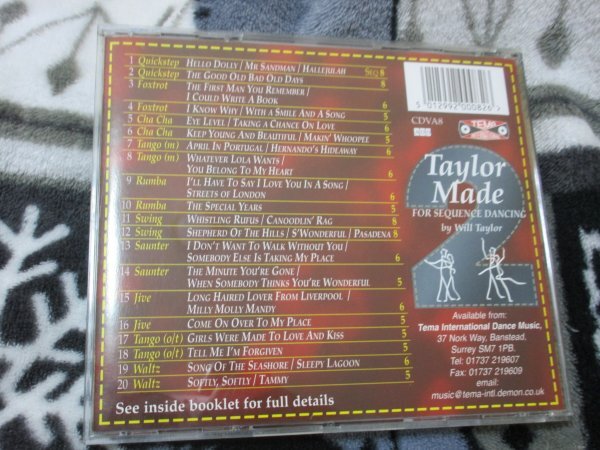 1 Quickstep HELLO DOLLY / MR SANDMAN / HALLEJULAH SEQ 8
2 Quickstep THE GOOD OLD BAD OLD DAYS 8
3 Foxtrot THE FIRST MAN YOU REMEMBER /
I COULD WRITE A BOOK 6
4 Foxtrot I KNOW WHY / WITH A SMILE AND A SONG 5
5 Cha Cha EYE LEVEL / TAKING A CHANCE ON LOVE 6
6 Cha Cha KEEP YOUNG AND BEAUTIFUL / MAKIN' WHOOPEE 5
7 Tango (m) APRIL IN PORTUGAL / HERNANDO'S HIDEAWAY 6
8 Tango (m) WHATEVER LOLA WANTS /
YOU BELONG TO MY HEART 6
9 Rumba I'LL HAVE TO SAY I LOVE YOU IN A SONG /
STREETS OF LONDON 6
10 Rumba THE SPECIAL YEARS 5
11 Swing WHISTLING RUFUS / CANOODLIN' RAG 8
12 Swing SHEPHERD OF THE HILLS / S'WONDERFUL / PASADENA 8
13 Saunter I DON'T WANT TO WALK WITHOUT YOU /
SOMEBODY ELSE IS TAKING MY PLACE 5
14 Saunter THE MINUTE YOU'RE GONE /
WHEN SOMEBODY THINKS YOU'RE WONDERFUL 5
15 Jive LONG HAIRED LOVER FROM LIVERPOOL /
MILLY MOLLY MANDY 6
16 Jive COME ON OVER TO MY PLACE 5
17 Tango (o/t) GIRLS WERE MADE TO LOVE AND KISS 5
18 Tango (o/t) TELL ME I'M FORGIVEN 5
19 Waltz SONG OF THE SEASHORE / SLEEPY LAGOON 6
20 Waltz SOFTLY, SOFTLY / TAMMY 5
See inside booklet for full details
5 012992 000826
CDVA8
TEMA
Taylor
Made
FOR SEQUENCE DANCING
by Will Taylor
2
Available from:
Tema International Dance Music,
37 Nork Way, Banstead.
Surrey SM7 1PB.
Tel: 01737 219607
Fax: 01737 219609
email:
music@tema-intl.demon.co.uk